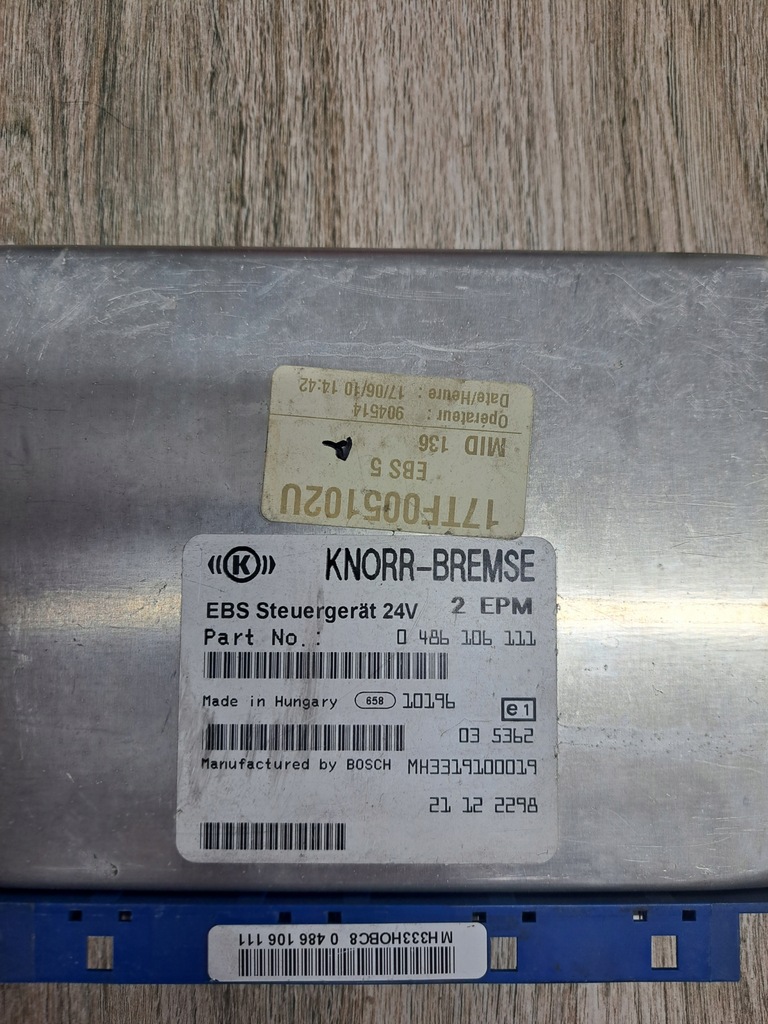 17TF005102U
EBS 5
MID 136
Opérateur : 904514
Date/Heure : 17/06/10 14:42
K
KNORR-BREMSE
EBS Steuergerät 24V 2 EPM
Part No.: 0 486 106 111
Made in Hungary 658 10196 e1
03 5362
Manufactured by BOSCH MH3319100019
21 12 2298
MH333HOBC8 0 486 106 111